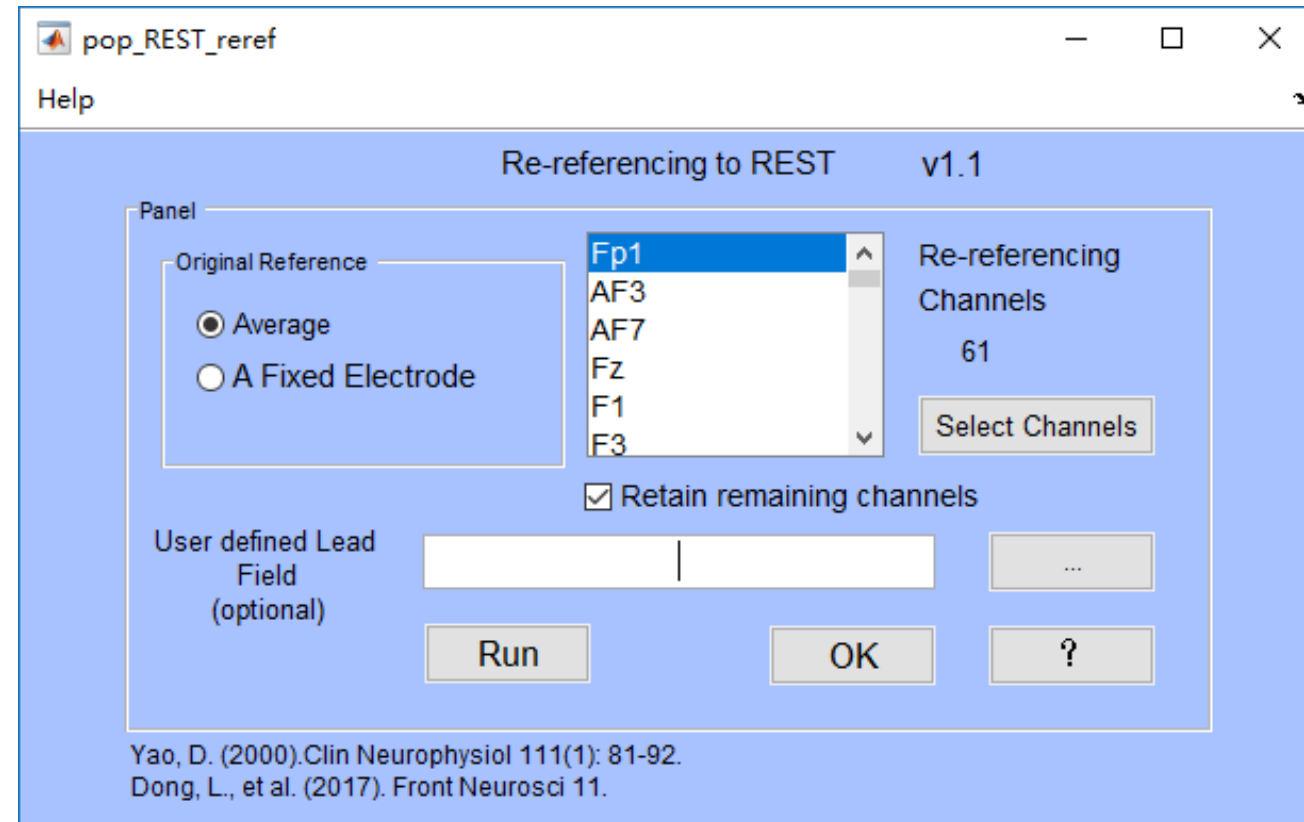 pop_REST_reref
Help
Re-referencing to REST v1.1
Panel
Original Reference
Average
A Fixed Electrode
Fp1
AF3
AF7
Fz
F1
F3
Re-referencing
Channels
61
Select Channels
Retain remaining channels
User defined Lead
Field
(optional)
...
Run
OK
?
Yao, D. (2000).Clin Neurophysiol 111(1): 81-92.
Dong, L., et al. (2017). Front Neurosci 11.